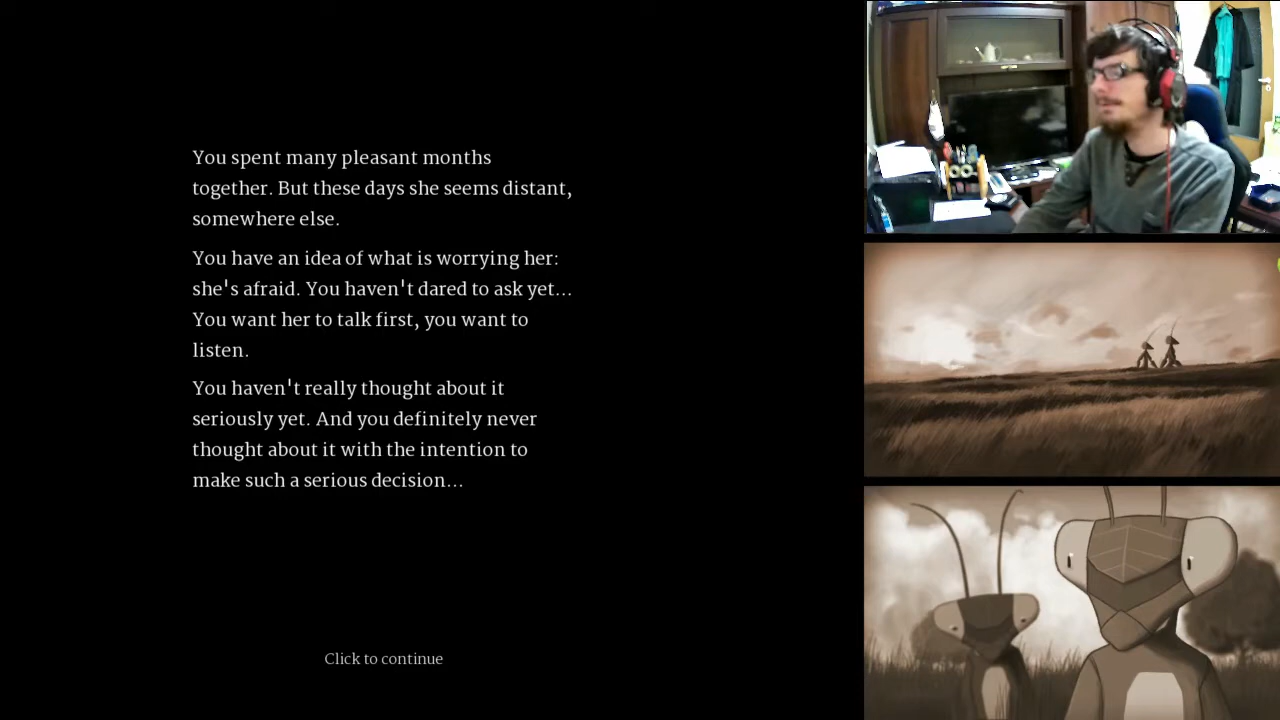 You spent many pleasant months
together. But these days she seems distant,
somewhere else.
You have an idea of what is worrying her:
she's afraid. You haven't dared to ask yet...
You want her to talk first, you want to
listen.
You haven't really thought about it
seriously yet. And you definitely never
thought about it with the intention to
make such a serious decision...
Click to continue